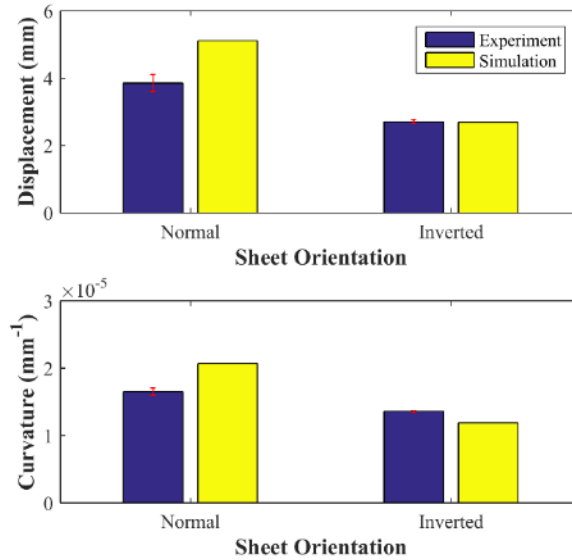 Displacement (mm)
6
4
2
0
Experiment
Simulation
Normal
Inverted
Sheet Orientation
×10⁻⁵
Curvature (mm⁻¹)
3
2
1
0
Normal
Inverted
Sheet Orientation